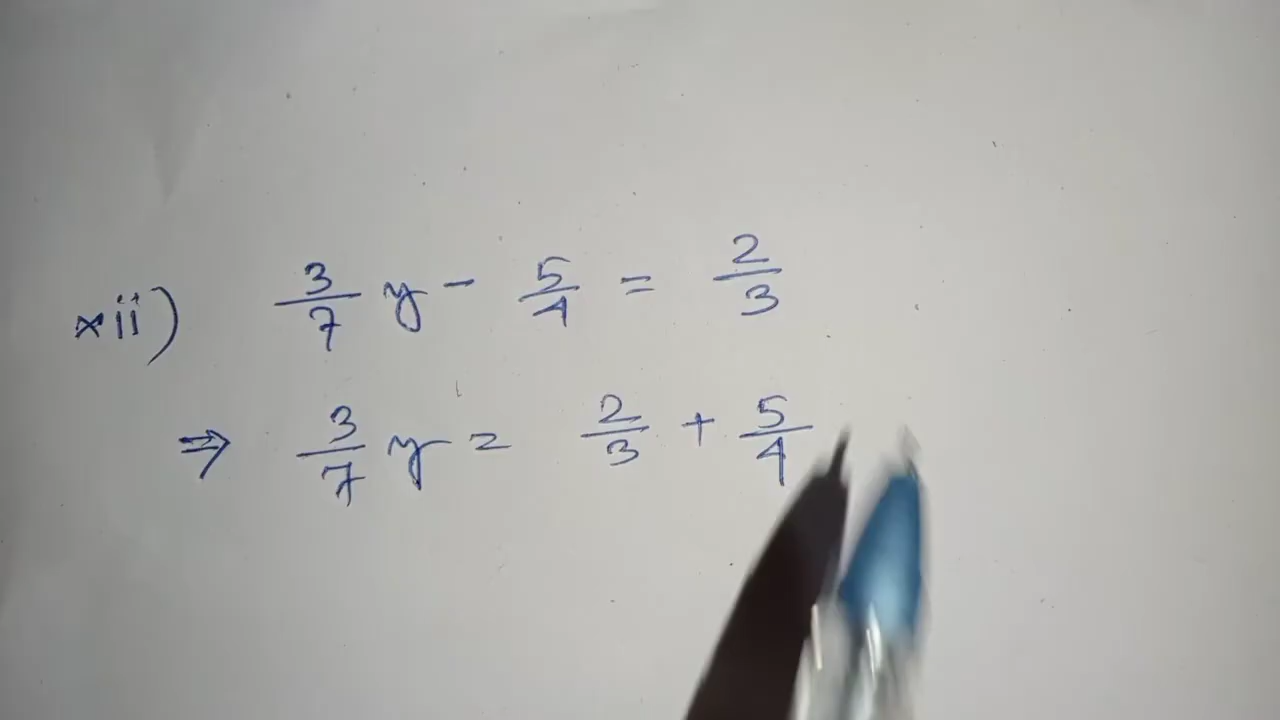 xii) 3/7 y - 5/4 = 2/3
⇒ 3/7 y = 2/3 + 5/4